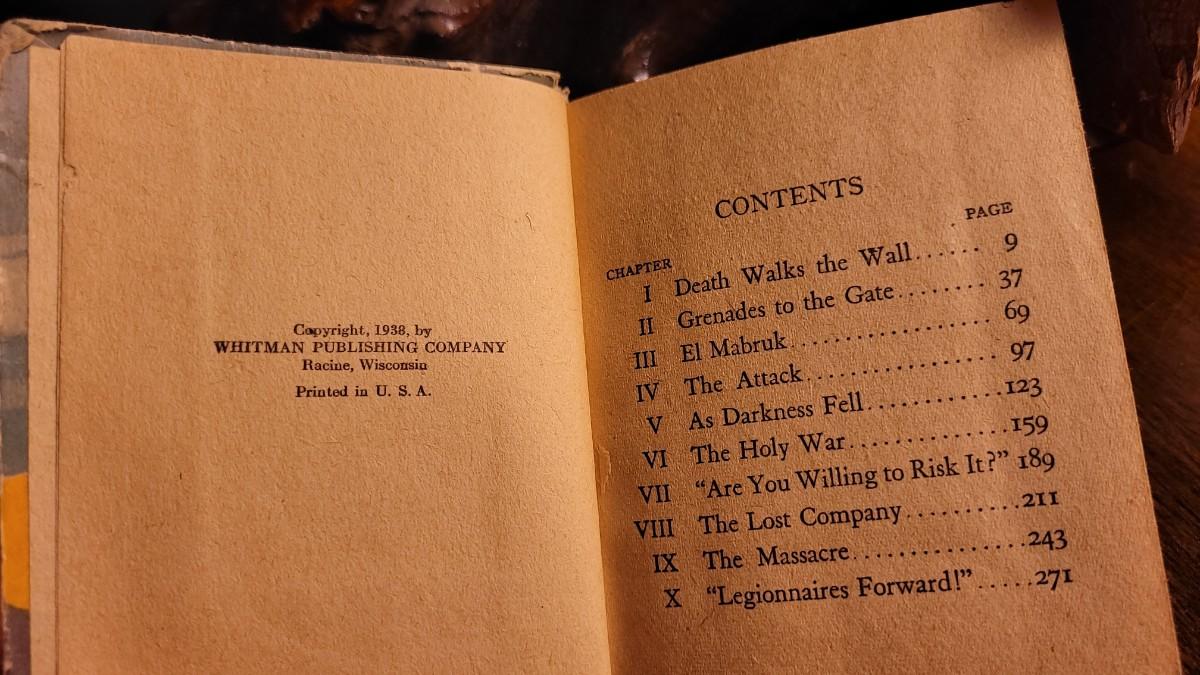 Copyright, 1938, by
WHITMAN PUBLISHING COMPANY
Racine, Wisconsin
Printed in U. S. A.
CONTENTS
CHAPTER PAGE
I Death Walks the Wall...... 9
II Grenades to the Gate........ 37
III El Mabruk.................. 69
IV The Attack................. 97
V As Darkness Fell............123
VI The Holy War..............159
VII “Are You Willing to Risk It?” 189
VIII The Lost Company..........211
IX The Massacre...............243
X “Legionnaires Forward!”.....271